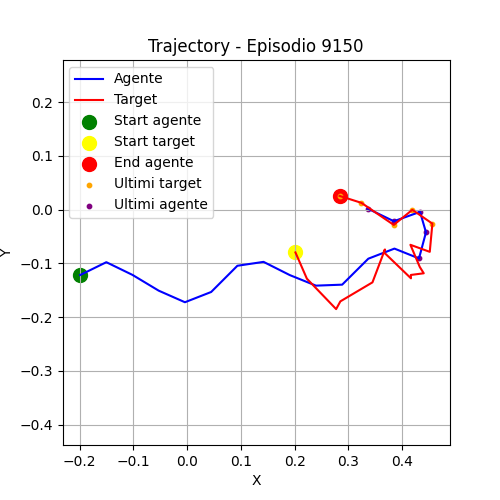 Trajectory - Episodio 9150
Agente
Target
Start agente
Start target
End agente
Ultimi target
Ultimi agente
0.2
0.1
0.0
−0.1
−0.2
−0.3
−0.4
Y
−0.2
−0.1
0.0
0.1
0.2
0.3
0.4
X